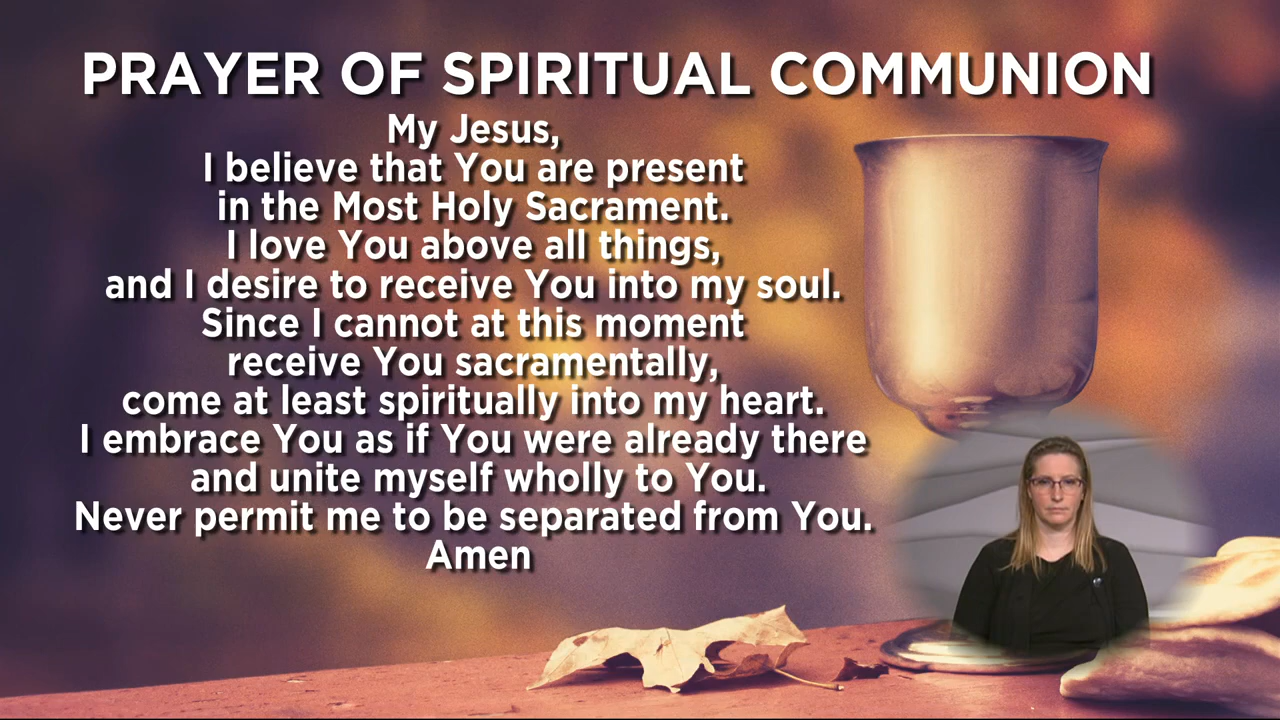 PRAYER OF SPIRITUAL COMMUNION
My Jesus,
I believe that You are present
in the Most Holy Sacrament.
I love You above all things,
and I desire to receive You into my soul.
Since I cannot at this moment
receive You sacramentally,
come at least spiritually into my heart.
I embrace You as if You were already there
and unite myself wholly to You.
Never permit me to be separated from You.
Amen